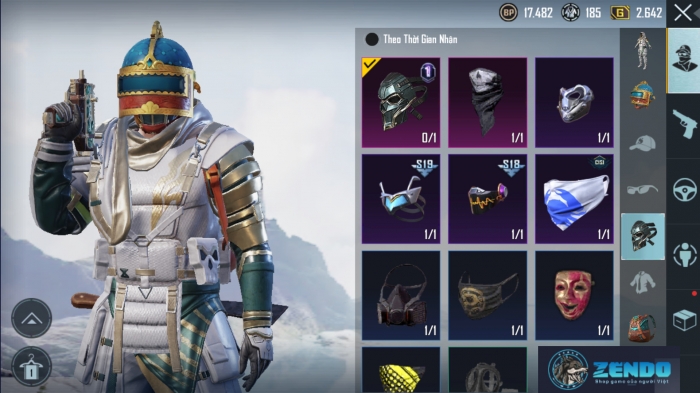 BP 17.482 185 G 2.642
Theo Thời Gian Nhận
1
0/1 1/1 1/1
S19 S18 DSI
1/1 1/1 1/1
1/1 1/1 1/1
ZENDO
Shop game của người Việt